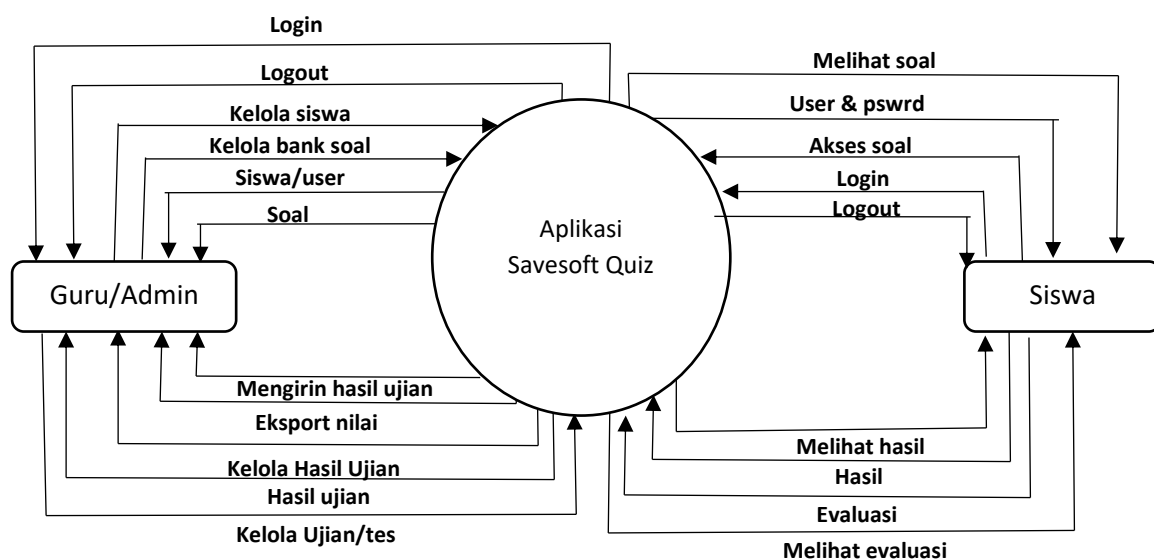 Login
Logout
Kelola siswa
Kelola bank soal
Siswa/user
Soal
Melihat soal
User & pswrd
Akses soal
Login
Logout
Aplikasi
Savesoft Quiz
Guru/Admin
Siswa
Mengirin hasil ujian
Eksport nilai
Kelola Hasil Ujian
Hasil ujian
Kelola Ujian/tes
Melihat hasil
Hasil
Evaluasi
Melihat evaluasi